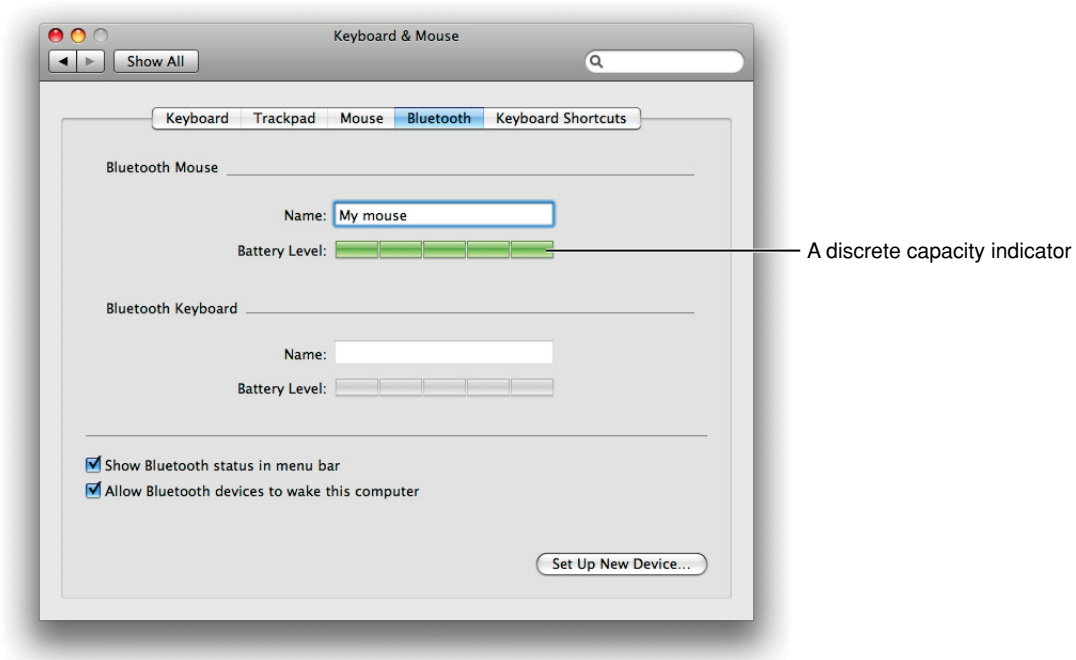 Keyboard & Mouse
Show All
Keyboard Trackpad Mouse Bluetooth Keyboard Shortcuts
Bluetooth Mouse
Name: My mouse
Battery Level:
A discrete capacity indicator
Bluetooth Keyboard
Name:
Battery Level:
Show Bluetooth status in menu bar
Allow Bluetooth devices to wake this computer
Set Up New Device...